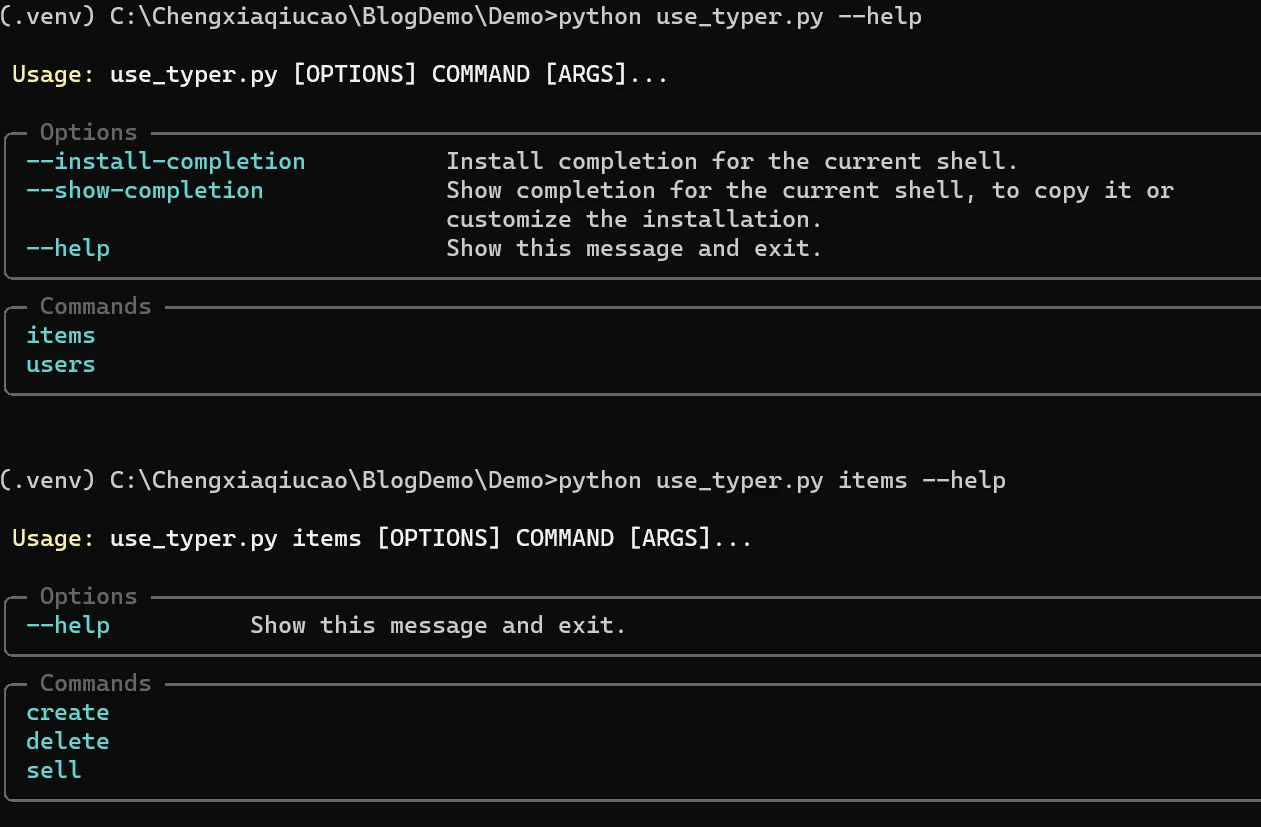 (.venv) C:\Chengxiaqiucao\BlogDemo\Demo>python use_typer.py --help
Usage: use_typer.py [OPTIONS] COMMAND [ARGS]...
Options
--install-completion Install completion for the current shell.
--show-completion Show completion for the current shell, to copy it or
customize the installation.
--help Show this message and exit.
Commands
items
users
(.venv) C:\Chengxiaqiucao\BlogDemo\Demo>python use_typer.py items --help
Usage: use_typer.py items [OPTIONS] COMMAND [ARGS]...
Options
--help Show this message and exit.
Commands
create
delete
sell